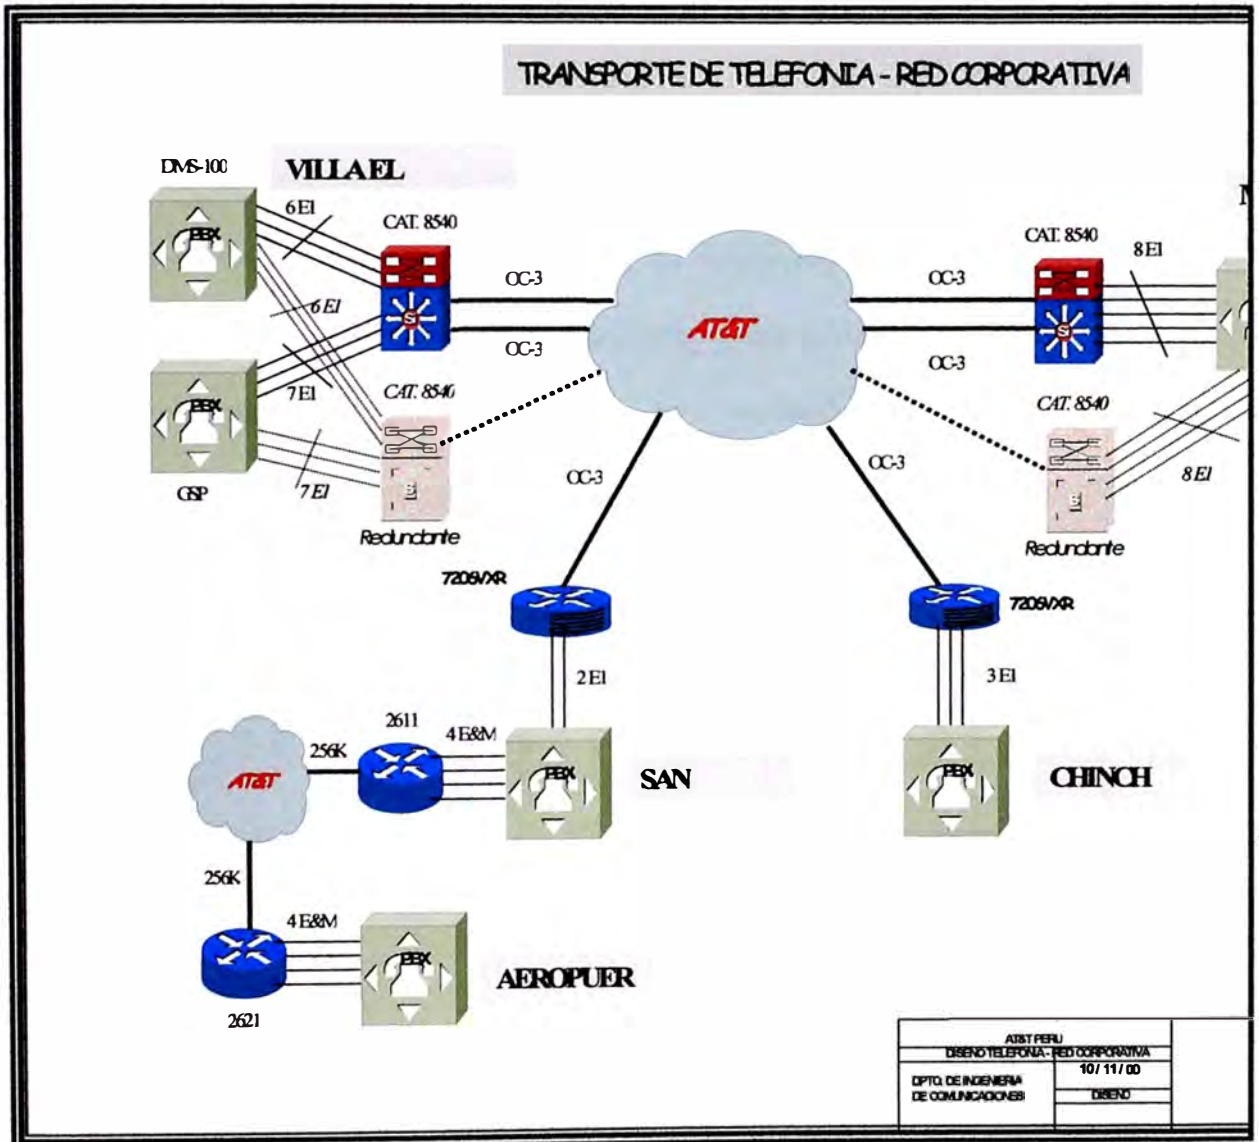 TRANSPORTE DE TELEFONIA - RED CORPORATIVA
DMS-100
VILLA EL
PBX
6 E1
CAT. 8540
Si
OC-3
OC-3
6 E1
7 E1
PBX
GSP
7 E1
CAT. 8540
S
Redundante
AT&T
OC-3
OC-3
CAT. 8540
Si
8 E1
CAT. 8540
S
8 E1
Redundante
OC-3
OC-3
7206VXR
7206VXR
2 E1
3 E1
2611
4 E&M
256K
AT&T
PBX
SAN
PBX
CHINCH
256K
4 E&M
PBX
AEROPUER
2621
AT&T PERU
DISENO TELEFONIA - RED CORPORATIVA
DPTO. DE INGENIERIA
DE COMUNICACIONES
10/11/00
DISENO